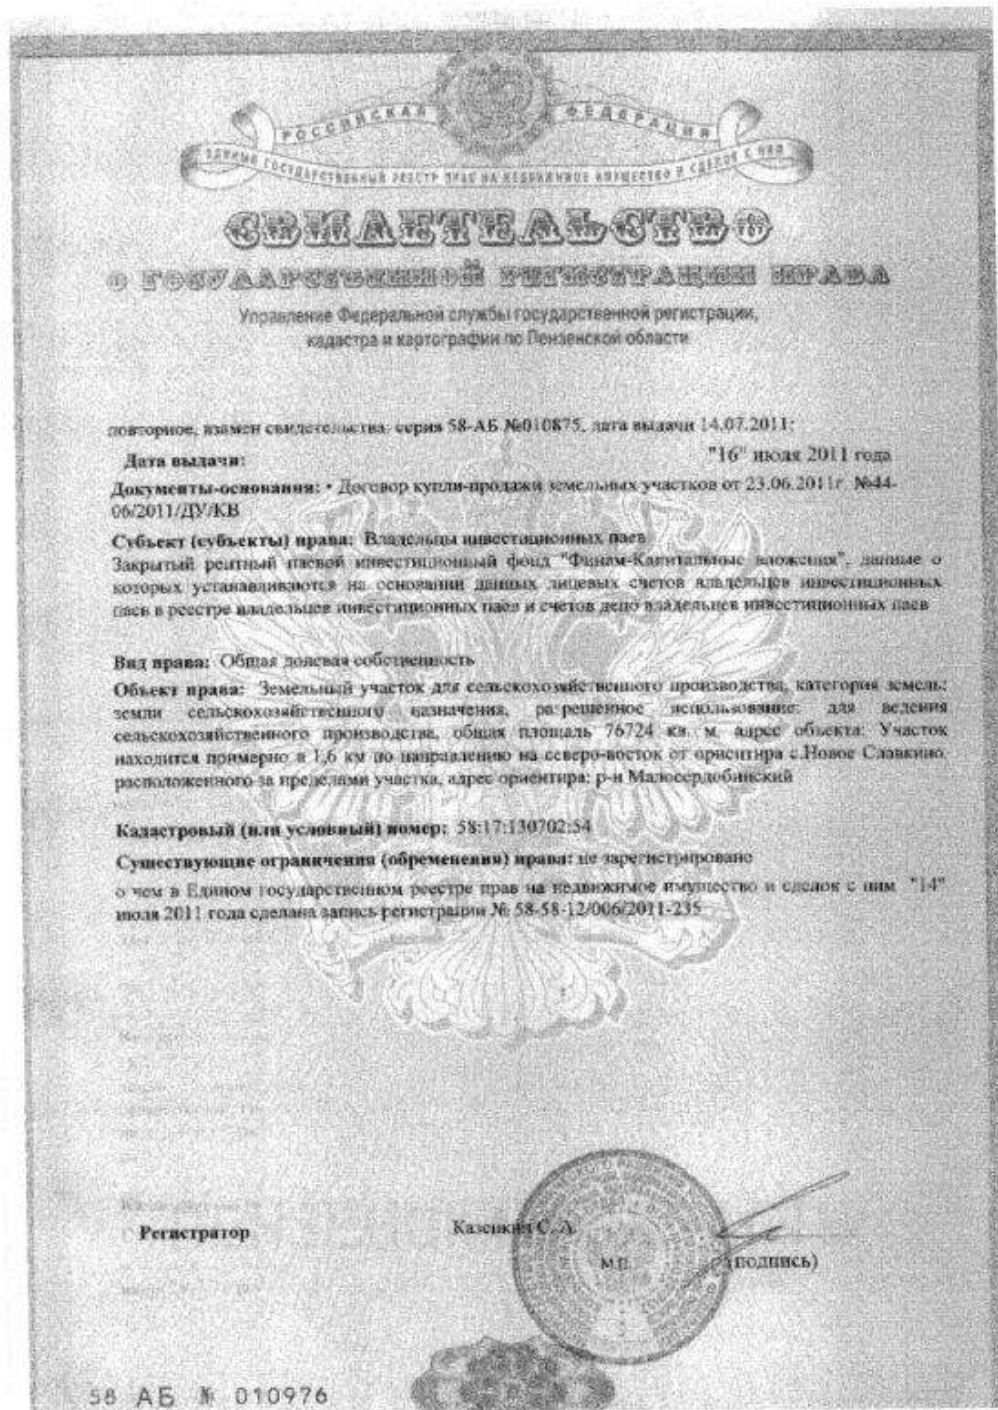 РОССИЙСКАЯ ФЕДЕРАЦИЯ
ЕДИНЫЙ ГОСУДАРСТВЕННЫЙ РЕЕСТР ПРАВ НА НЕДВИЖИМОЕ ИМУЩЕСТВО И СДЕЛОК С НИМ
СВИДЕТЕЛЬСТВО
О ГОСУДАРСТВЕННОЙ РЕГИСТРАЦИИ ПРАВА
Управление Федеральной службы государственной регистрации,
кадастра и картографии по Пензенской области
повторное, взамен свидетельства: серия 58-АБ №010875, дата выдачи 14.07.2011;
Дата выдачи: "16" июля 2011 года
Документы-основания: • Договор купли-продажи земельных участков от 23.06.2011г. №44-
06/2011/ДУ/КВ
Субъект (субъекты) права: Владельцы инвестиционных паев
Закрытый рентный паевой инвестиционный фонд "Финам-Капитальные вложения", данные о
которых устанавливаются на основании данных лицевых счетов владельцев инвестиционных
паев в реестре владельцев инвестиционных паев и счетов депо владельцев инвестиционных паев
Вид права: Общая долевая собственность
Объект права: Земельный участок для сельскохозяйственного производства, категория земель:
земли сельскохозяйственного назначения, разрешенное использование: для ведения
сельскохозяйственного производства, общая площадь 76724 кв. м, адрес объекта: Участок
находится примерно в 1,6 км по направлению на северо-восток от ориентира с.Новое Славкино,
расположенного за пределами участка, адрес ориентира: р-н Малосердобинский
Кадастровый (или условный) номер: 58:17:130702:54
Существующие ограничения (обременения) права: не зарегистрировано
о чем в Едином государственном реестре прав на недвижимое имущество и сделок с ним "14"
июля 2011 года сделана запись регистрации № 58-58-12/006/2011-235
Регистратор Казенкин С. А.
М.П. (подпись)
58 АБ № 010976